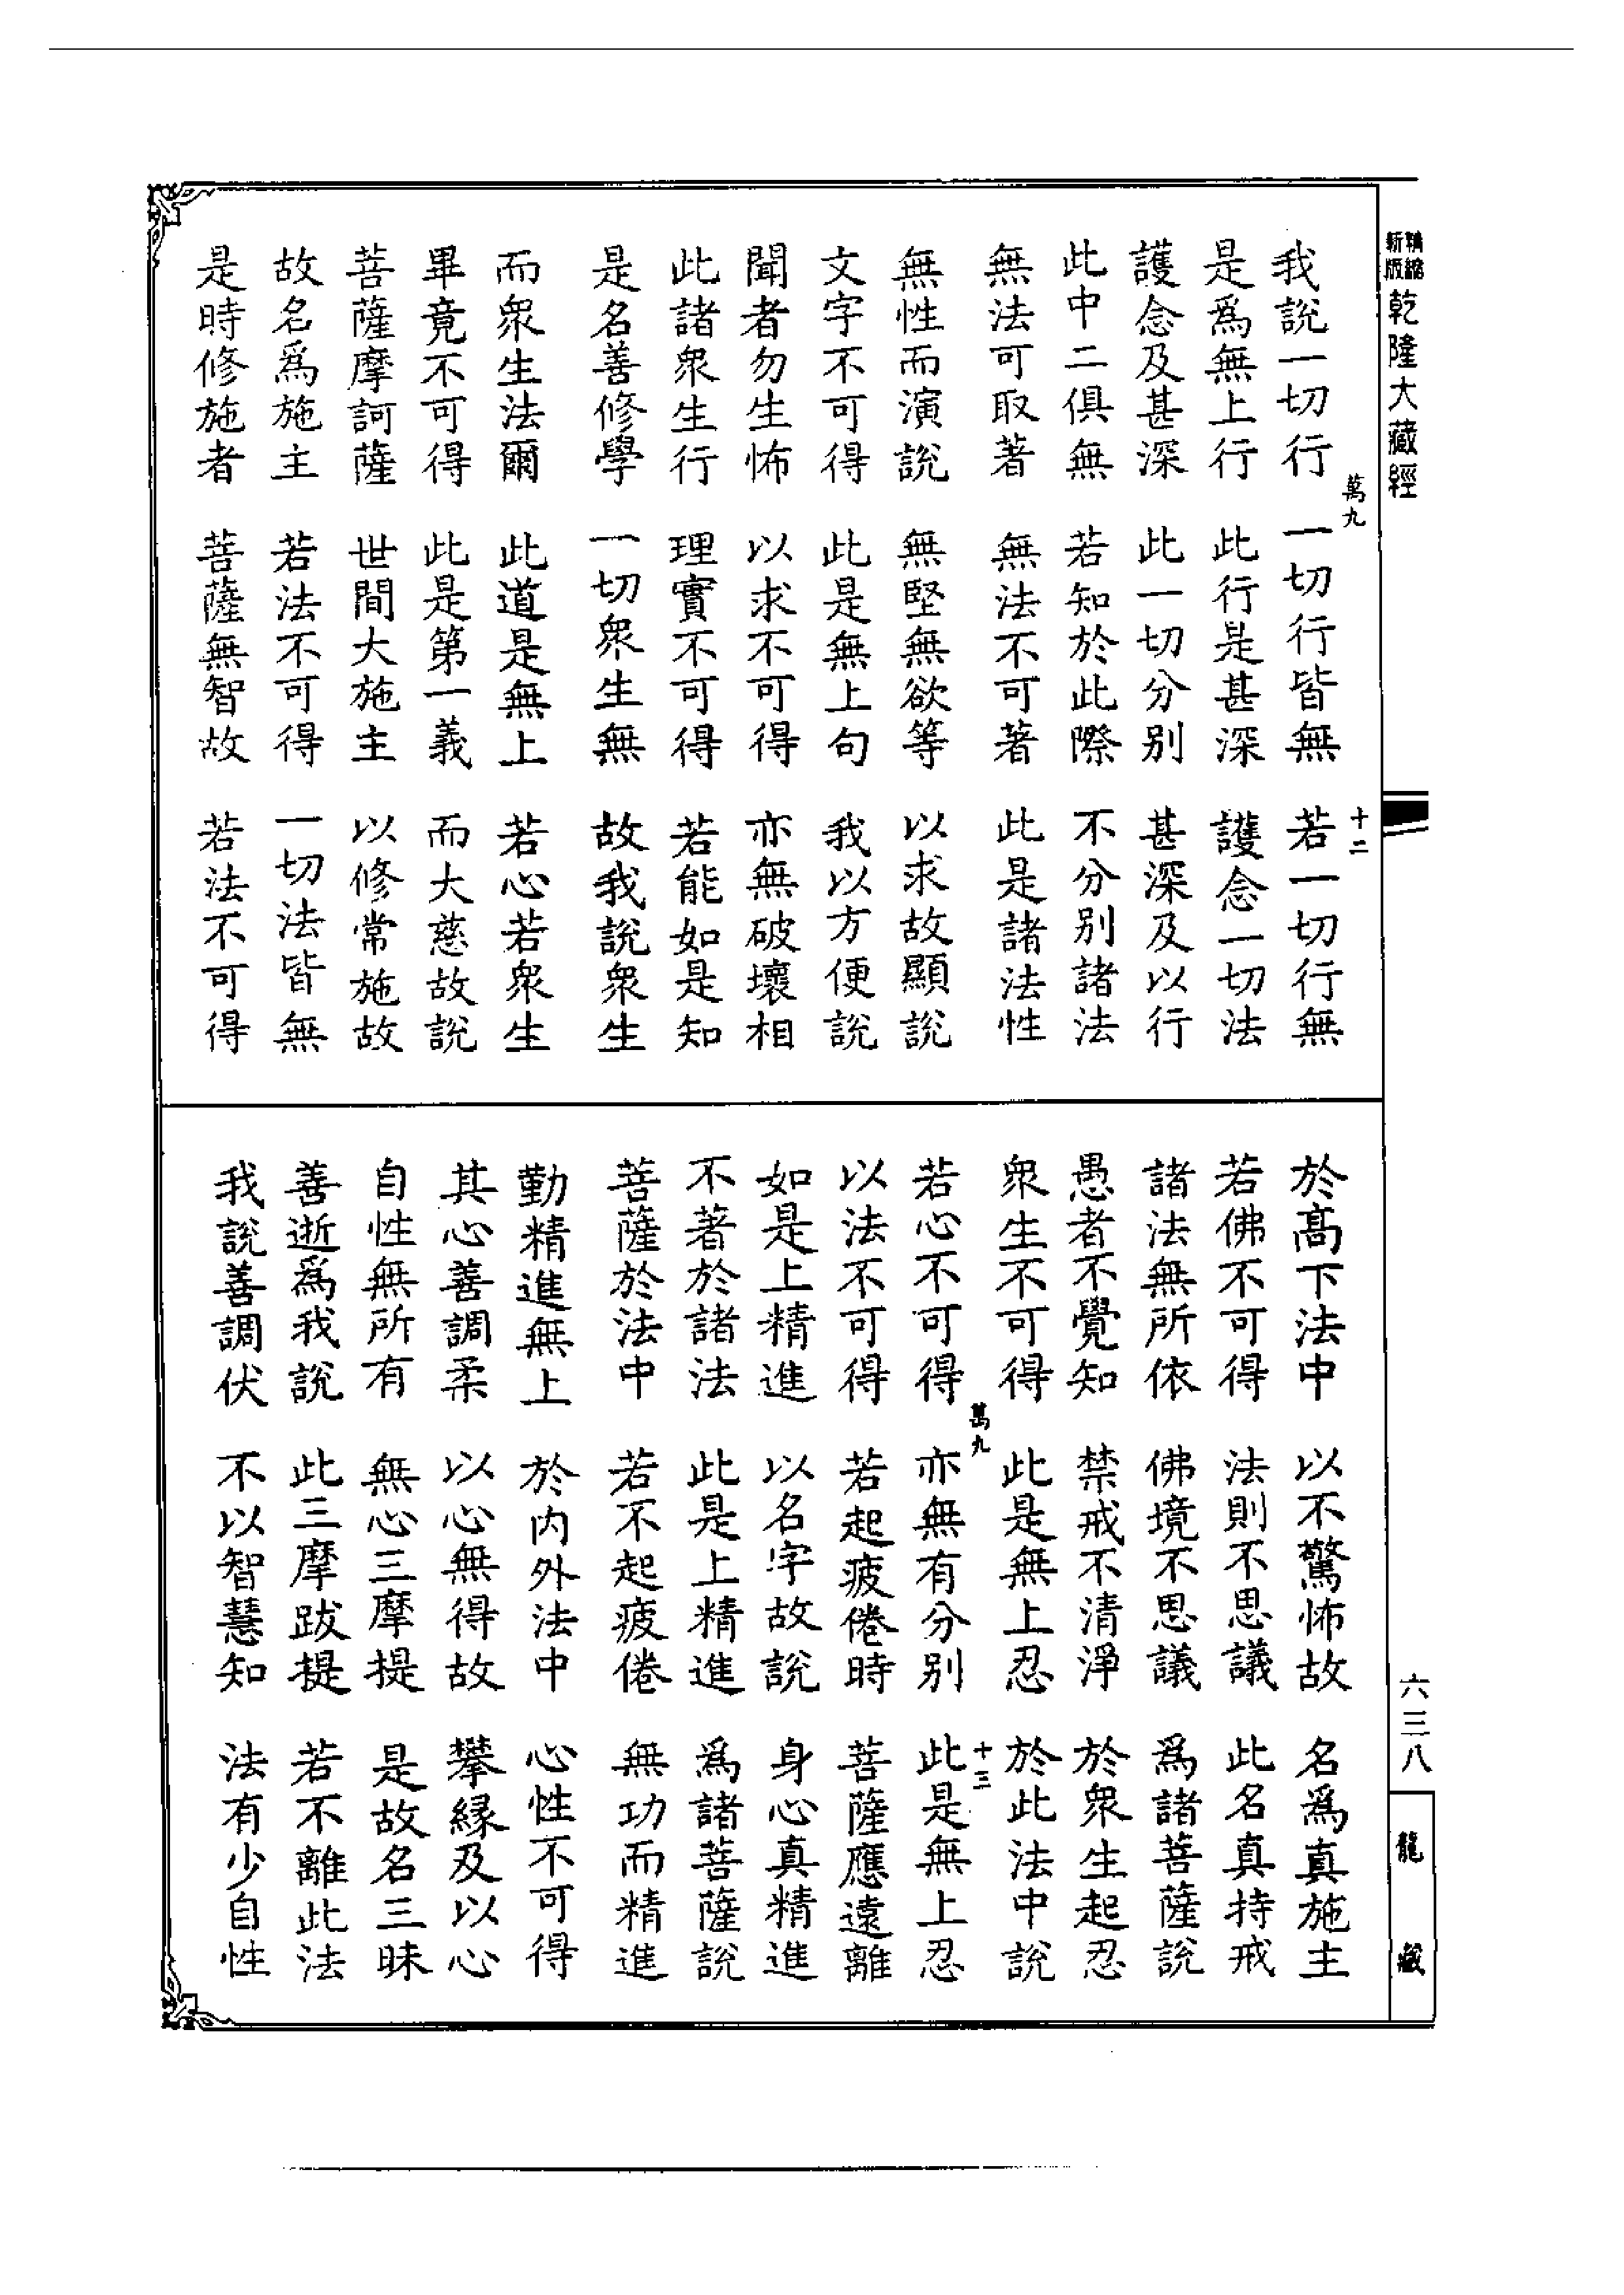 精縮新版乾隆大藏經
萬九
十二
我說一切行 一切行皆無 若一切行無
是爲無上行 此行是甚深 護念一切法
護念及甚深 此一切分别 甚深及以行
此中二俱無 若知於此際 不分别諸法
無法可取著 無法不可著 此是諸法性
無性而演說 無堅無欲等 以求故顯說
文字不可得 此是無上句 我以方便說
聞者勿生怖 以求不可得 亦無破壞相
此諸衆生行 理實不可得 若能如是知
是名善修學 一切衆生無 故我說衆生
而衆生法爾 此道是無上 若心若衆生
畢竟不可得 此是第一義 而大慈故說
菩薩摩訶薩 世間大施主 以修常施故
故名爲施主 若法不可得 一切法皆無
是時修施者 菩薩無智故 若法不可得
於高下法中 以不驚怖故 名爲真施主
若佛不可得 法則不思議 此名真持戒
諸法無所依 佛境不思議 爲諸菩薩說
愚者不覺知 禁戒不清淨 於衆生起忍
衆生不可得 此是無上忍 於此法中說
萬九
十三
若心不可得 亦無有分别 此是無上忍
以法不可得 若起疲倦時 菩薩應遠離
如是上精進 以名字故說 身心真精進
不著於諸法 此是上精進 爲諸菩薩說
菩薩於法中 若不起疲倦 無功而精進
勤精進無上 於内外法中 心性不可得
其心善調柔 以心無得故 攀緣及以心
自性無所有 無心三摩提 是故名三昧
善逝爲我說 此三摩跋提 若不離此法
我說善調伏 不以智慧知 法有少自性
六三八
龍藏